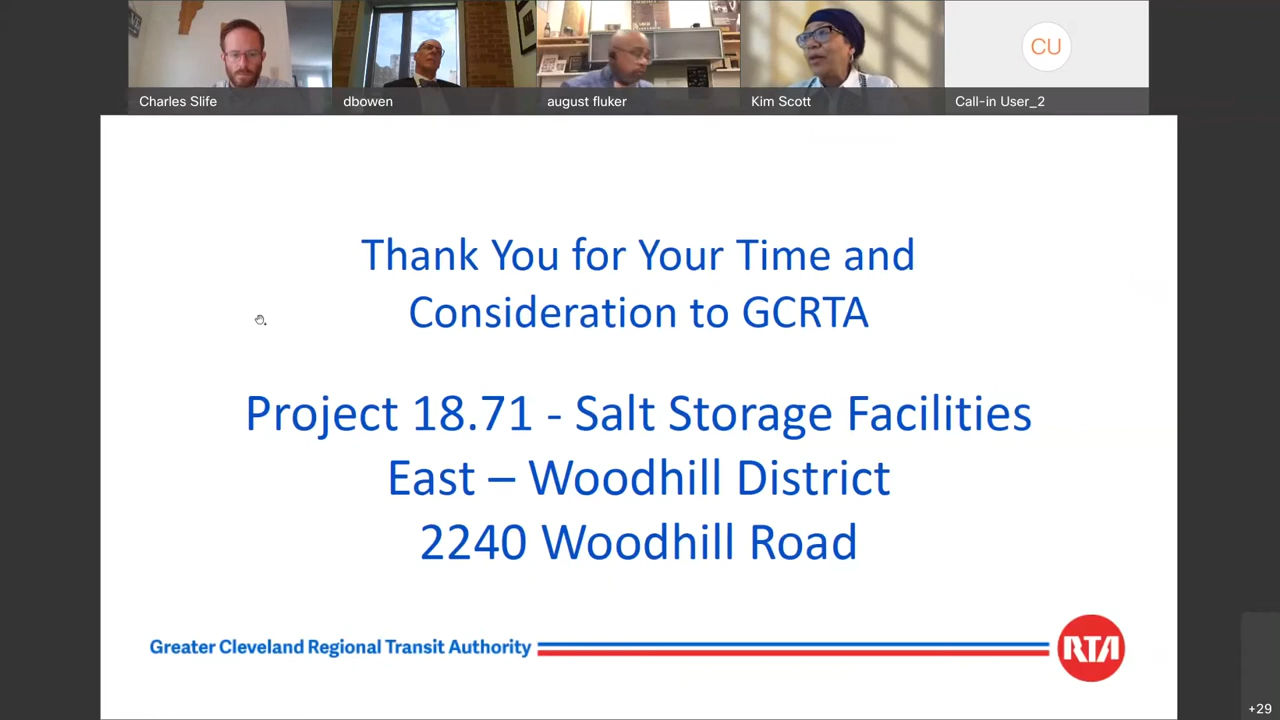 Charles Slife
dbowen
august fluker
Kim Scott
CU
Call-in User_2
Thank You for Your Time and
Consideration to GCRTA
Project 18.71 - Salt Storage Facilities
East – Woodhill District
2240 Woodhill Road
Greater Cleveland Regional Transit Authority
RTA
+29